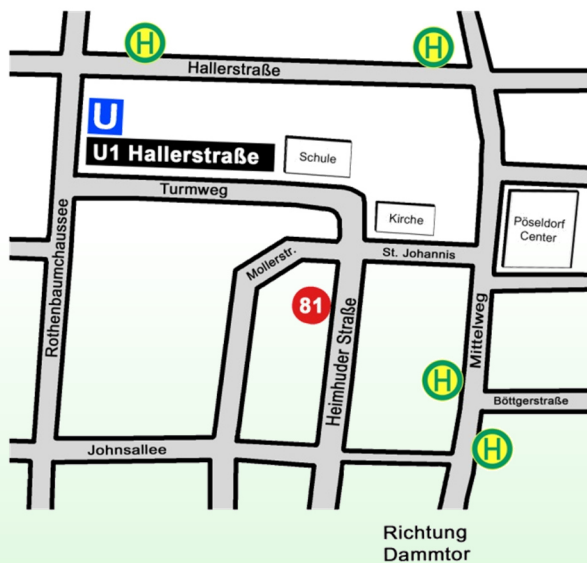 H
H
Hallerstraße
U
U1 Hallerstraße
Schule
Turmweg
Kirche
Pöseldorf
Center
Rothenbaumchaussee
Mollerstr.
St. Johannis
81
Heimhuder Straße
Mittelweg
H
Böttgerstraße
Johnsallee
H
Richtung
Dammtor